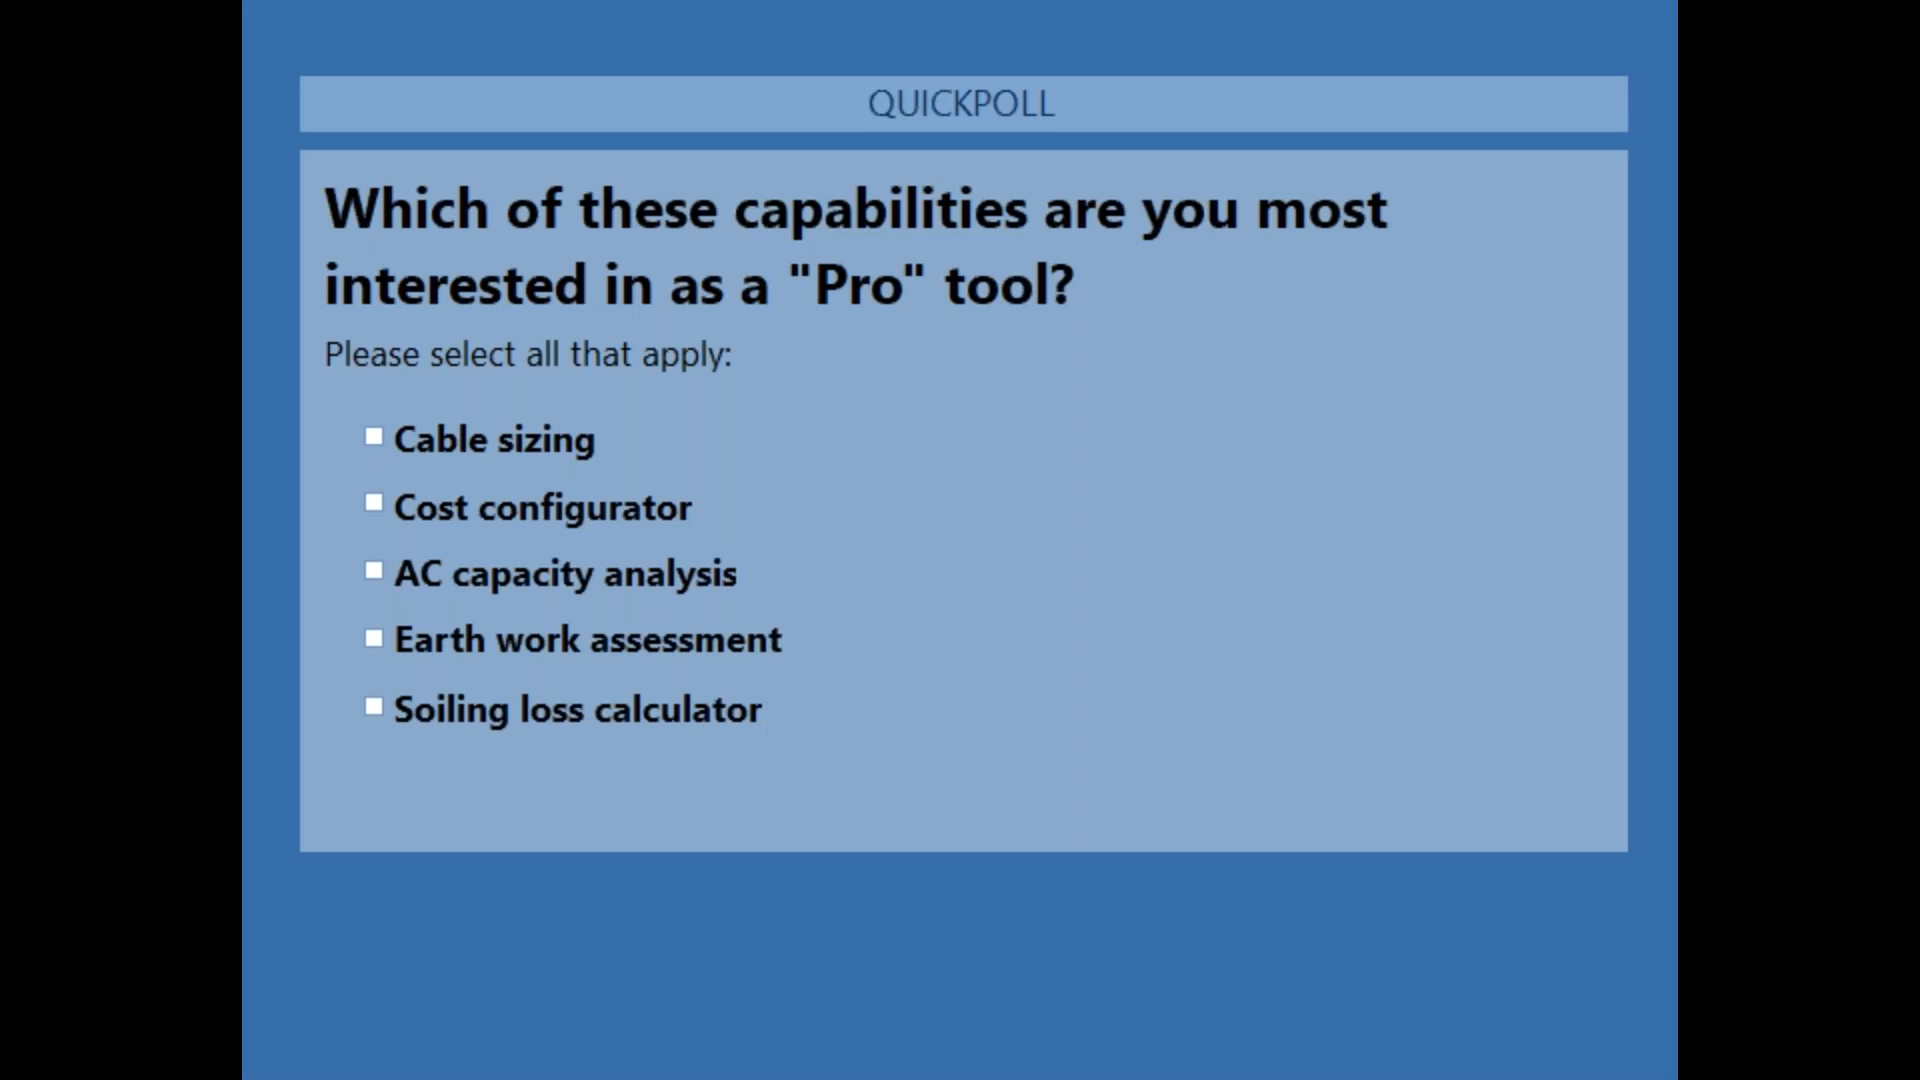 QUICKPOLL
Which of these capabilities are you most
interested in as a "Pro" tool?
Please select all that apply:
Cable sizing
Cost configurator
AC capacity analysis
Earth work assessment
Soiling loss calculator